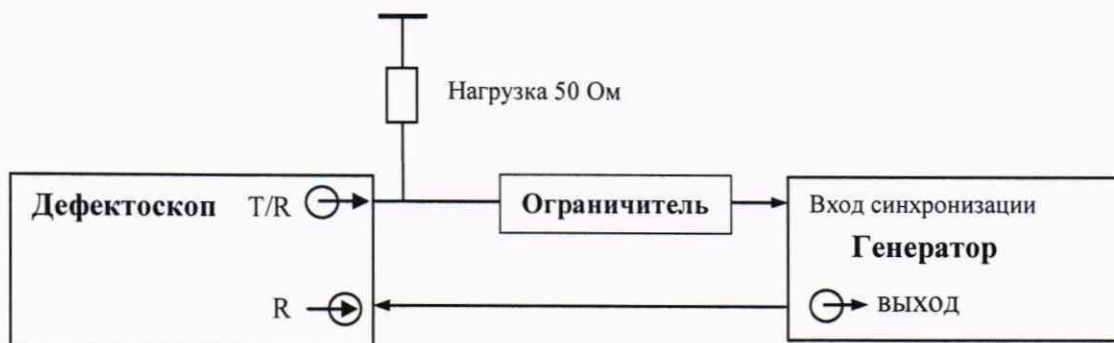 Нагрузка 50 Ом
Дефектоскоп T/R
Ограничитель
Вход синхронизации
Генератор
R
выход